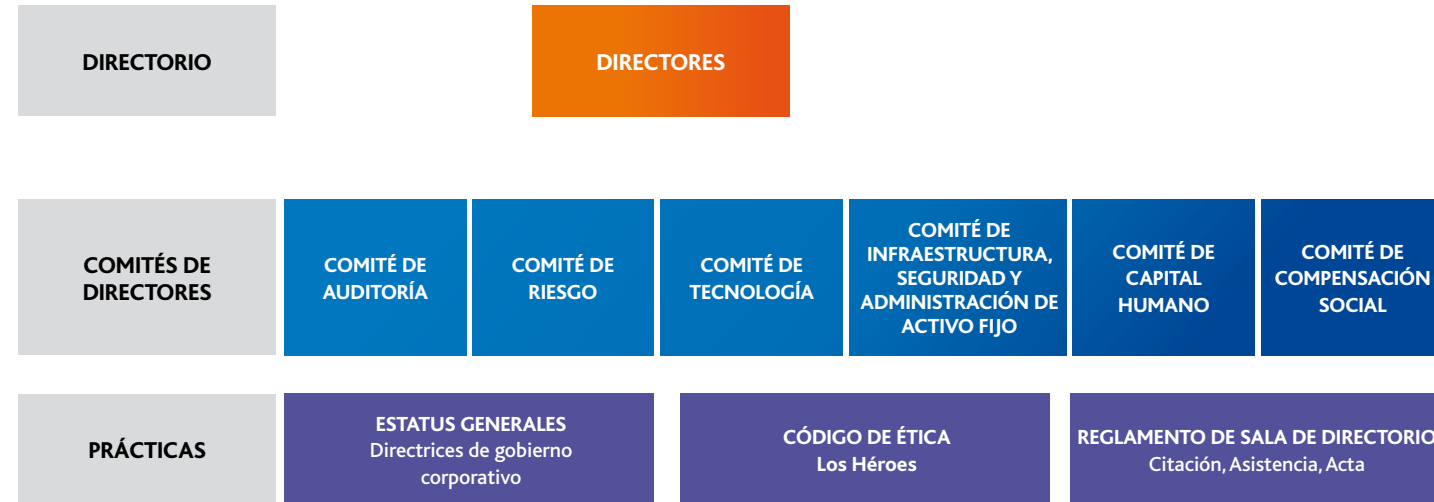 DIRECTORIO
DIRECTORES
COMITÉS DE
DIRECTORES
COMITÉ DE
AUDITORÍA
COMITÉ DE
RIESGO
COMITÉ DE
TECNOLOGÍA
COMITÉ DE
INFRAESTRUCTURA,
SEGURIDAD Y
ADMINISTRACIÓN DE
ACTIVO FIJO
COMITÉ DE
CAPITAL
HUMANO
COMITÉ DE
COMPENSACIÓN
SOCIAL
PRÁCTICAS
ESTATUS GENERALES
Directrices de gobierno
corporativo
CÓDIGO DE ÉTICA
Los Héroes
REGLAMENTO DE SALA DE DIRECTORIO
Citación, Asistencia, Acta